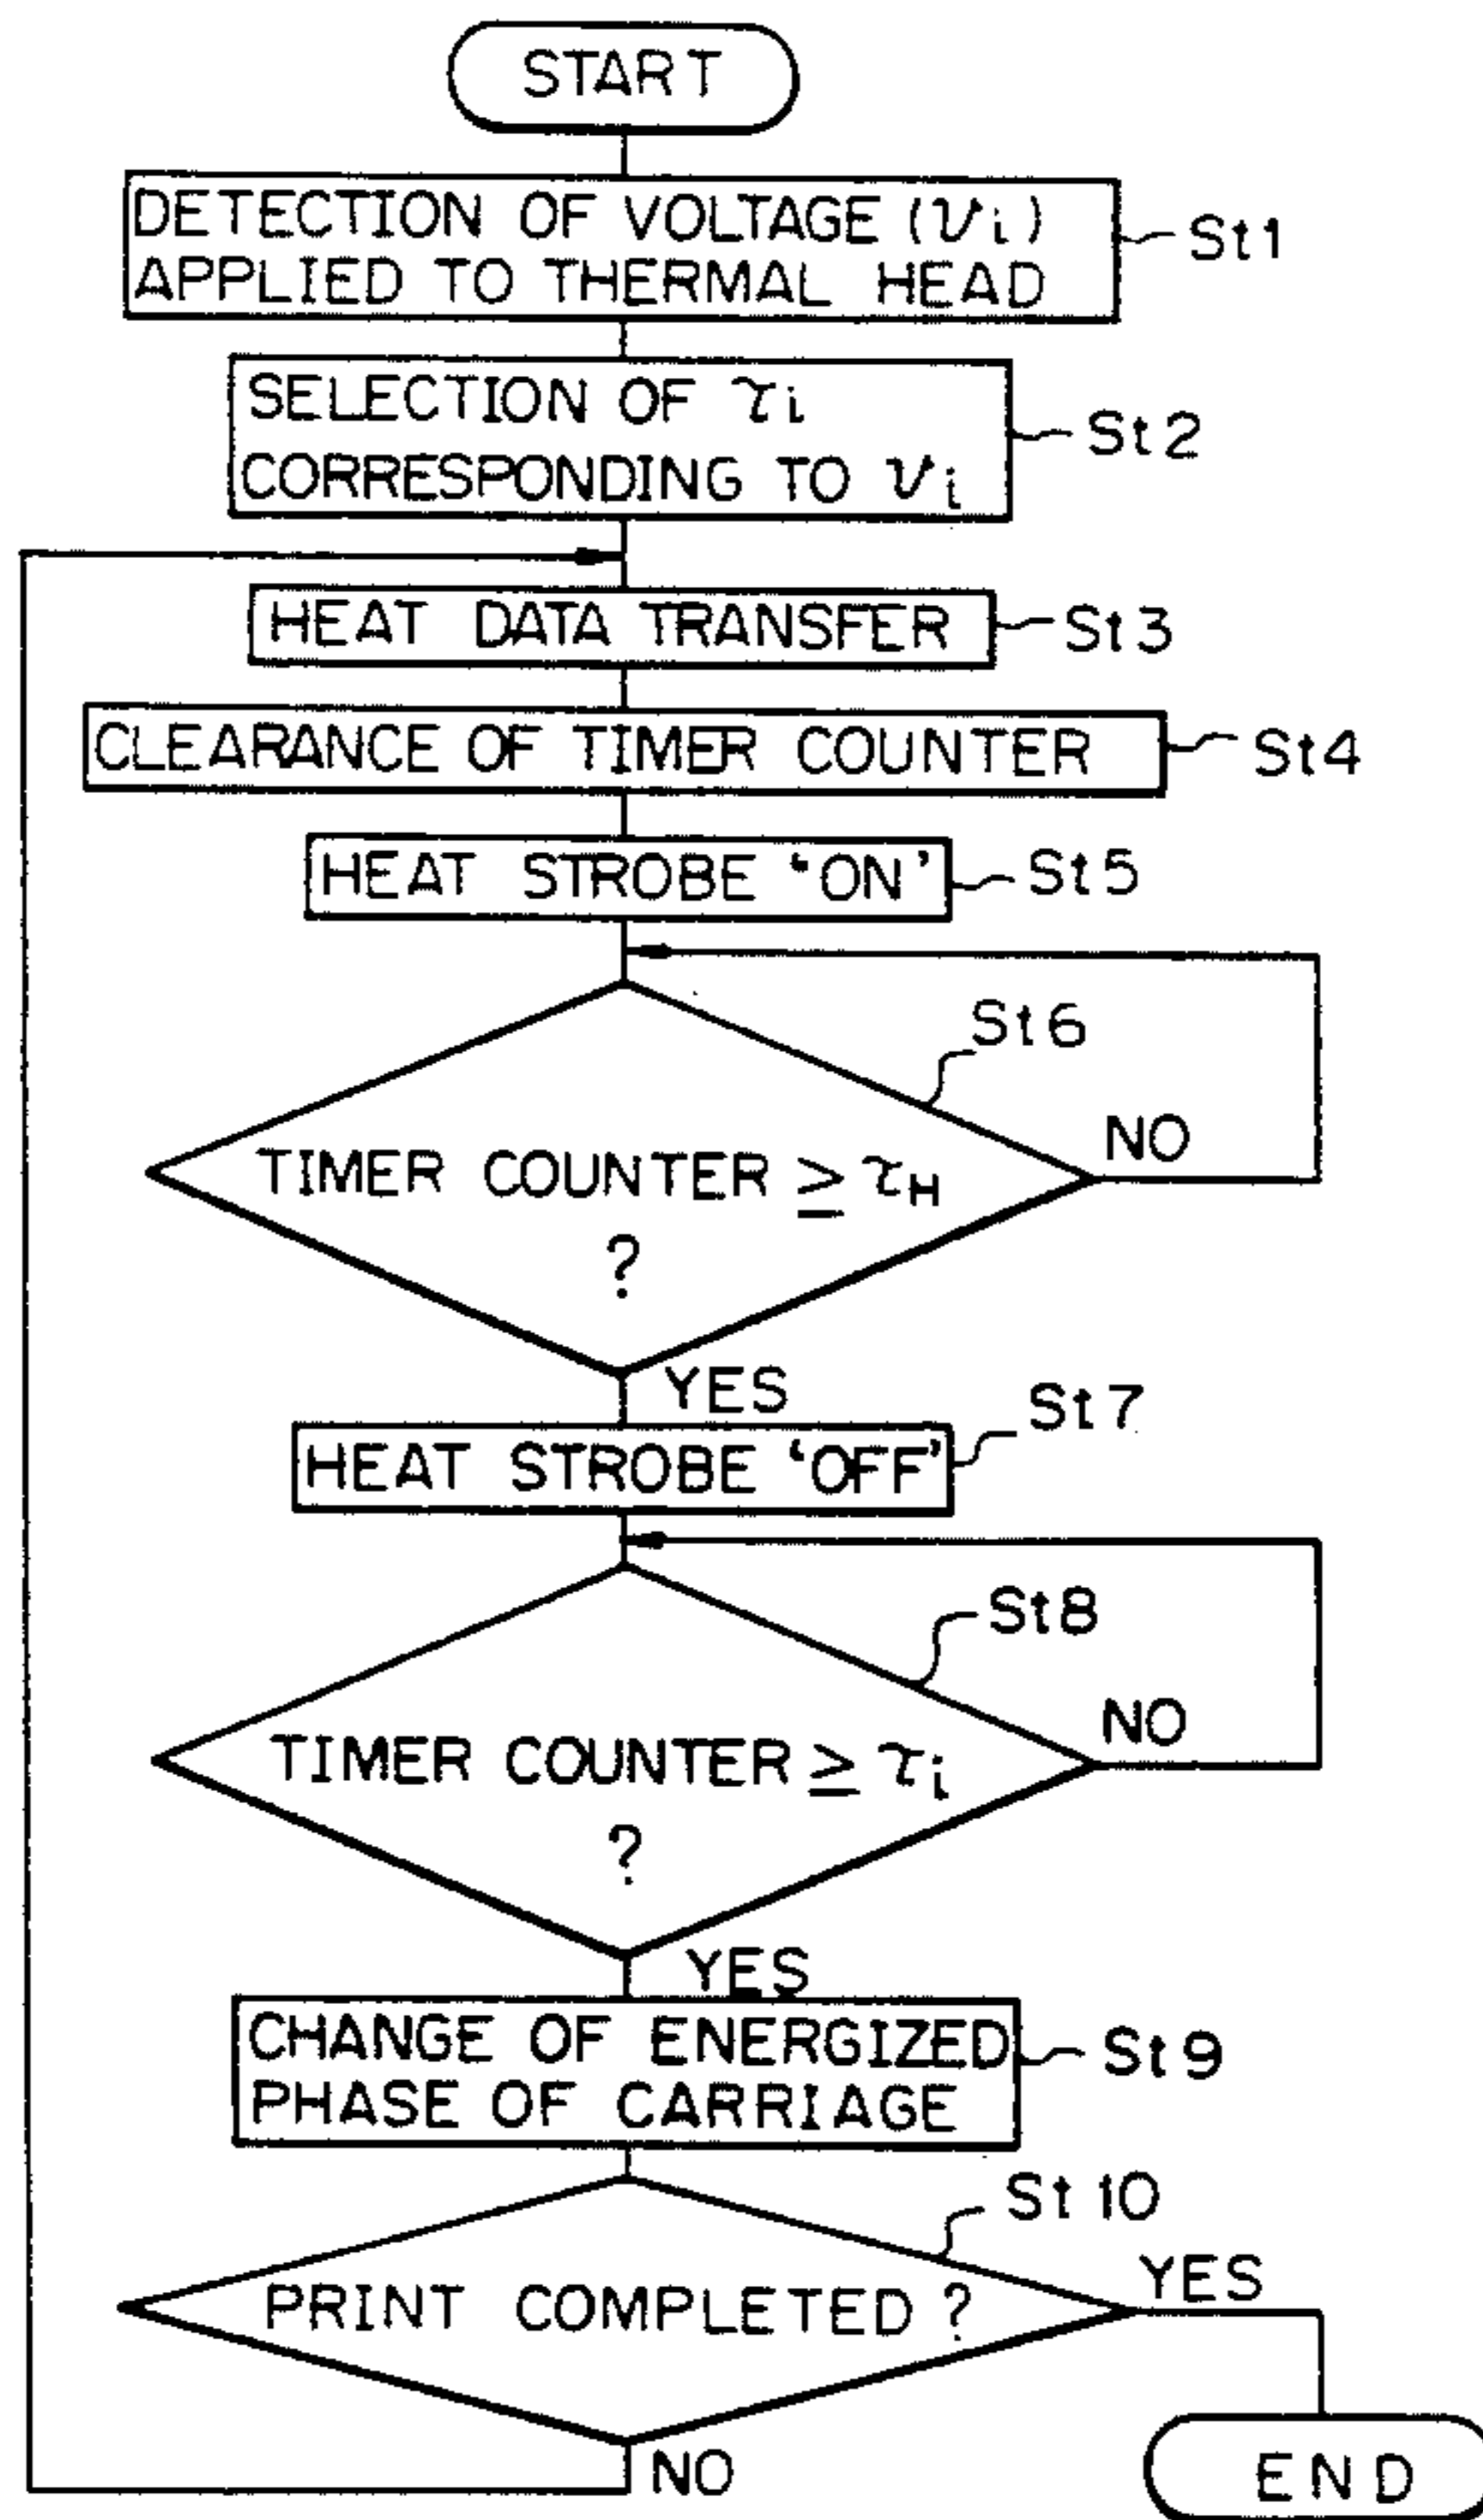 START
DETECTION OF VOLTAGE (𝑣i)
APPLIED TO THERMAL HEAD
St1
SELECTION OF τi
CORRESPONDING TO 𝑣i
St2
HEAT DATA TRANSFER
St3
CLEARANCE OF TIMER COUNTER
St4
HEAT STROBE ‘ON’
St5
St6
TIMER COUNTER ≥ τH
?
NO
YES
St7
HEAT STROBE ‘OFF’
St8
TIMER COUNTER ≥ τi
?
NO
YES
CHANGE OF ENERGIZED
PHASE OF CARRIAGE
St9
St10
PRINT COMPLETED ?
YES
NO
END